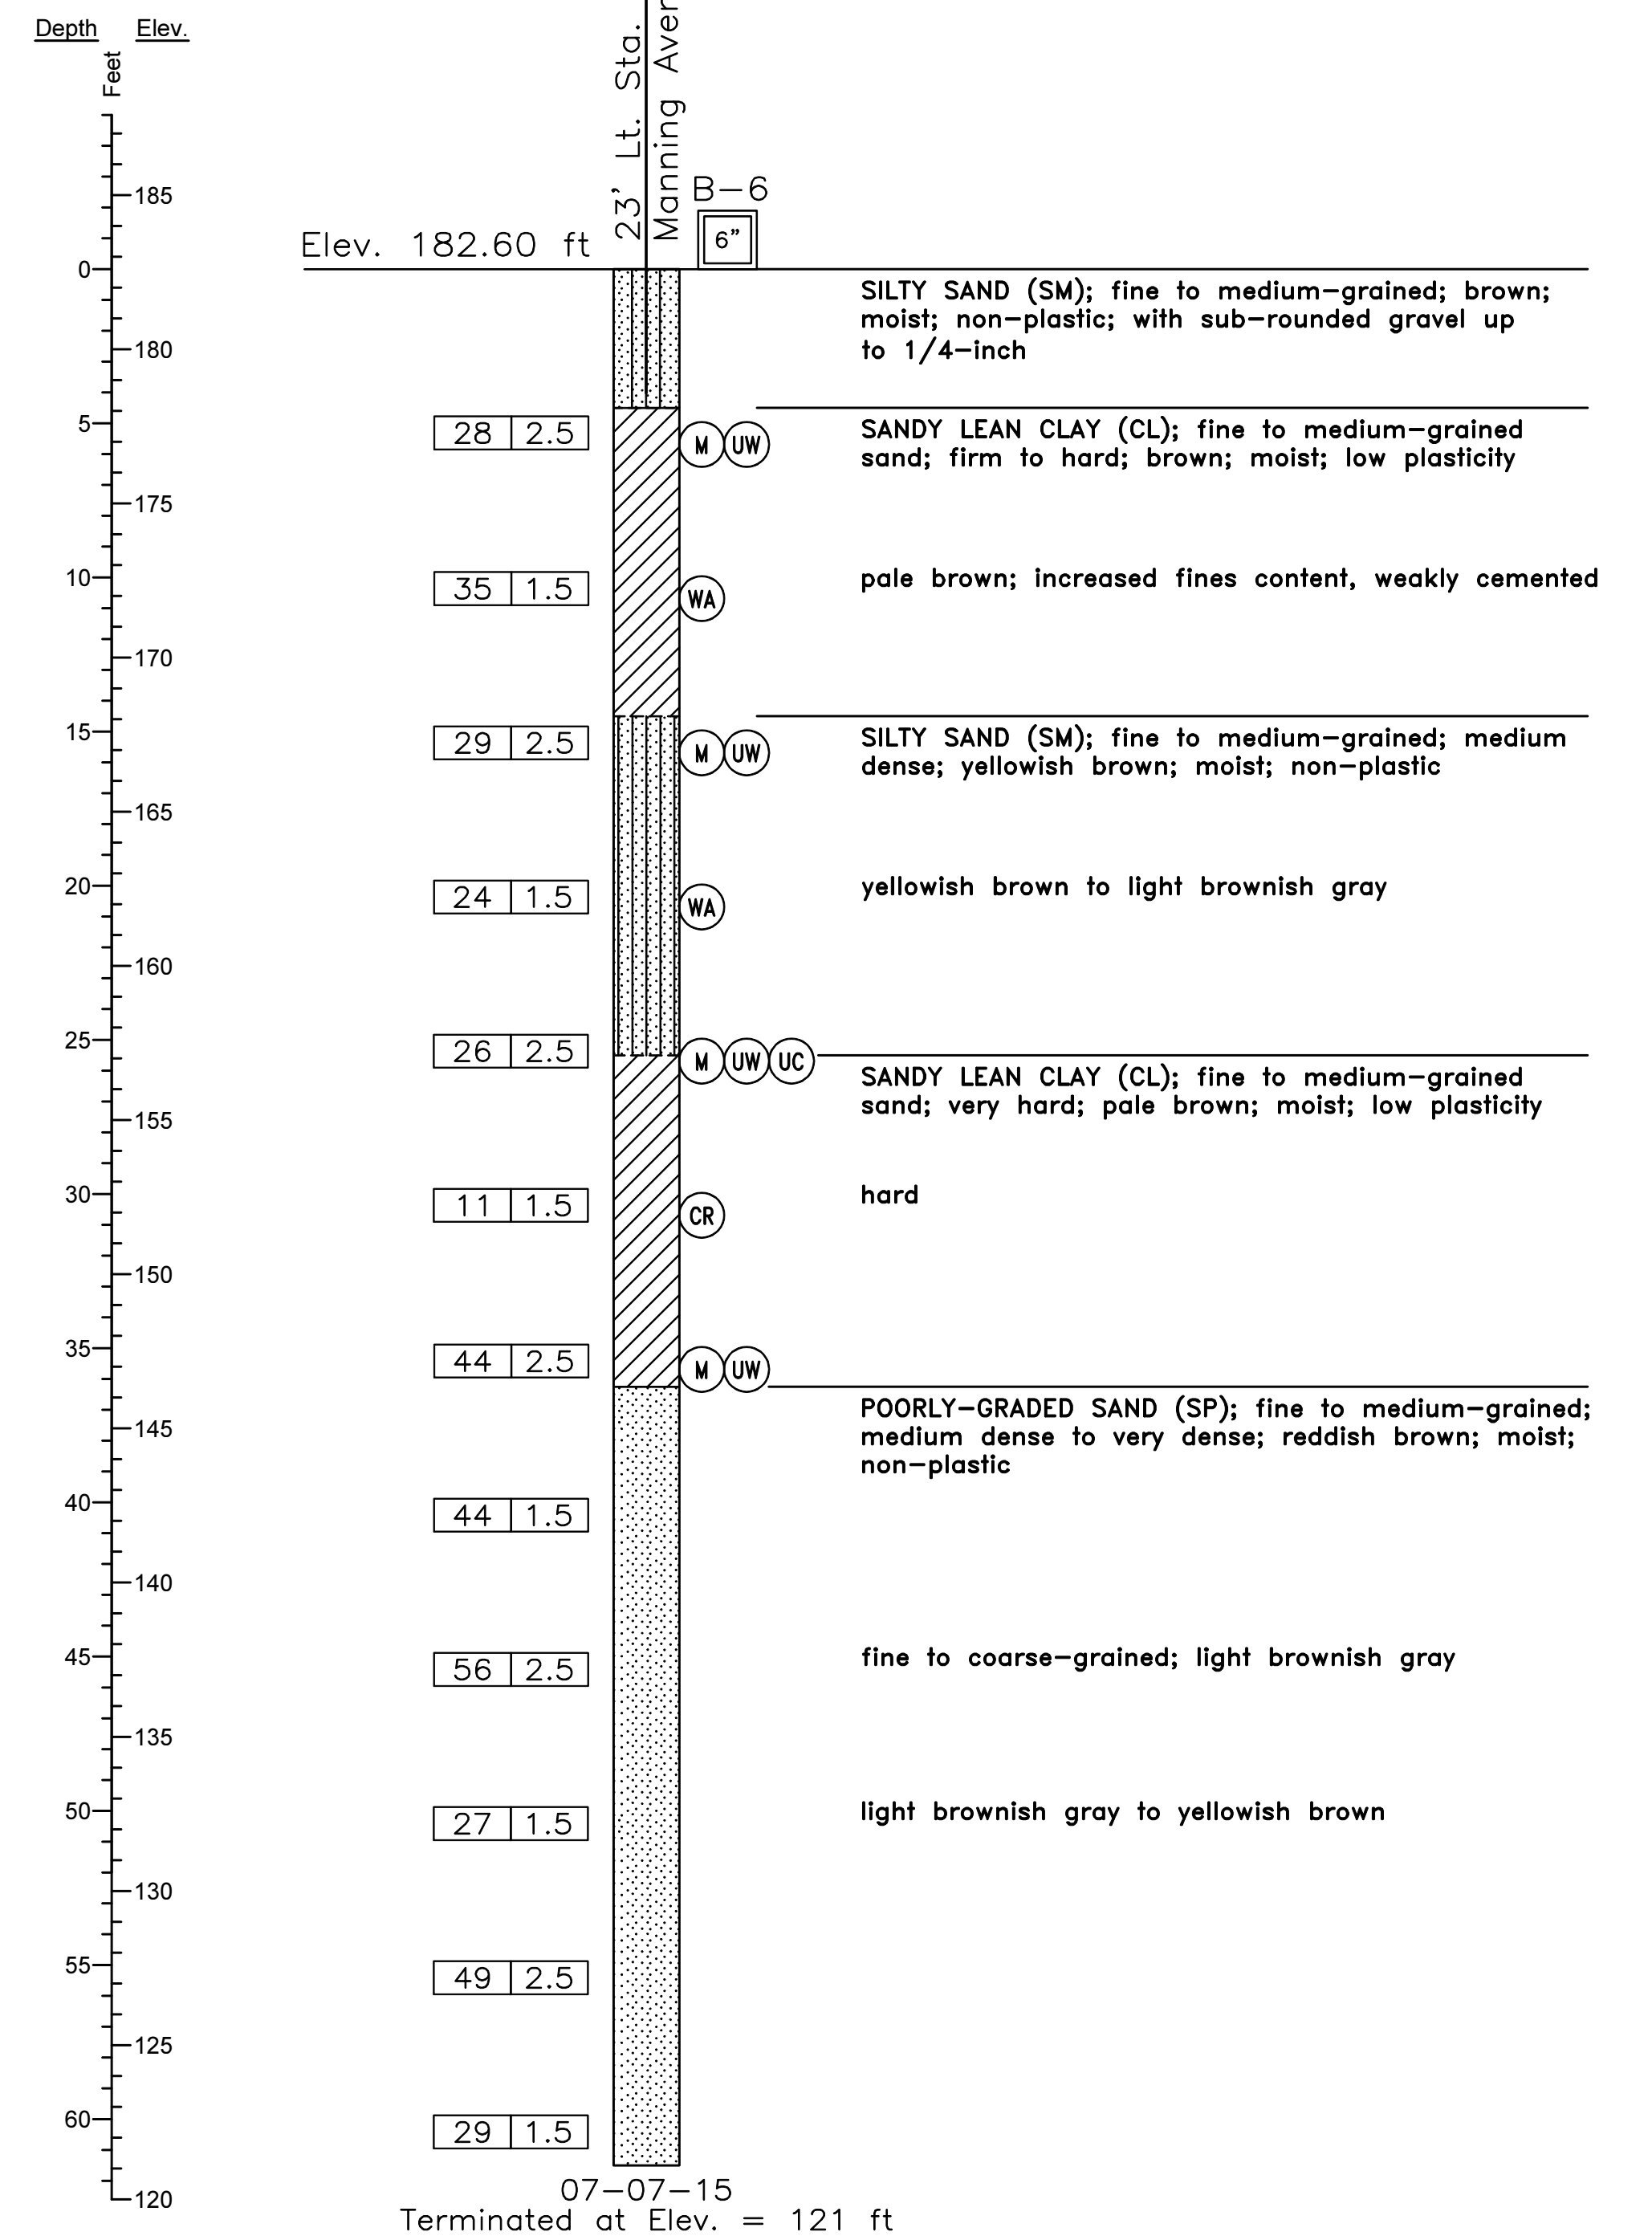 Depth Elev.
Feet
23' Lt. Sta.
Manning
B-6
6"
185
Elev. 182.60 ft
0
SILTY SAND (SM); fine to medium-grained; brown;
moist; non-plastic; with sub-rounded gravel up
to 1/4-inch
180
5
28 2.5
M UW
SANDY LEAN CLAY (CL); fine to medium-grained
sand; firm to hard; brown; moist; low plasticity
175
10
35 1.5
WA
pale brown; increased fines content, weakly cemented
170
15
29 2.5
M UW
SILTY SAND (SM); fine to medium-grained; medium
dense; yellowish brown; moist; non-plastic
165
20
24 1.5
WA
yellowish brown to light brownish gray
160
25
26 2.5
M UW UC
SANDY LEAN CLAY (CL); fine to medium-grained
sand; very hard; pale brown; moist; low plasticity
155
30
11 1.5
CR
hard
150
35
44 2.5
M UW
POORLY-GRADED SAND (SP); fine to medium-grained;
medium dense to very dense; reddish brown; moist;
non-plastic
145
40
44 1.5
140
45
56 2.5
fine to coarse-grained; light brownish gray
135
50
27 1.5
light brownish gray to yellowish brown
130
55
49 2.5
125
60
29 1.5
120
07-07-15
Terminated at Elev. = 121 ft